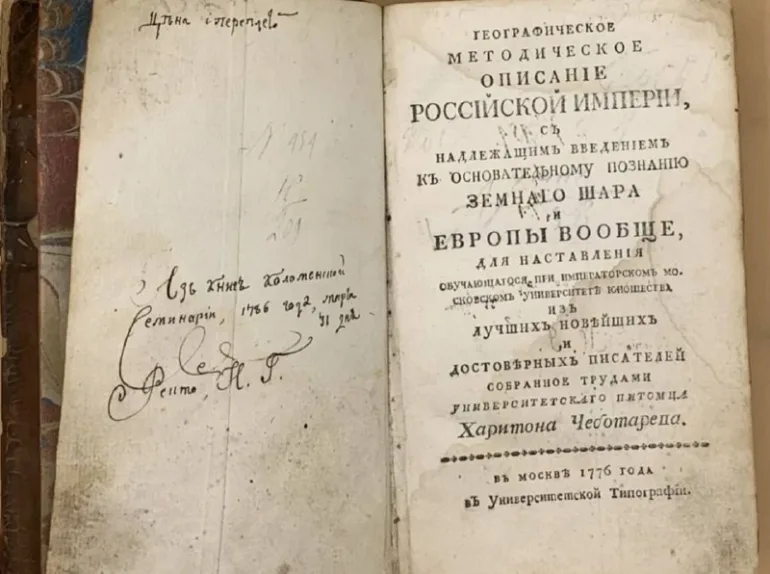 Цѣна і переплетъ
Изъ книгъ Коломенской
Семинаріи, 1786 года, марта
31 дня
ГЕОГРАФИЧЕСКОЕ
МЕТОДИЧЕСКОЕ
ОПИСАНІЕ
РОССІЙСКОЙ ИМПЕРІИ,
СЪ
НАДЛЕЖАЩИМЪ ВВЕДЕНІЕМЪ
КЪ ОСНОВАТЕЛЬНОМУ ПОЗНАНІЮ
ЗЕМНАГО ШАРА
И
ЕВРОПЫ ВООБЩЕ,
ДЛЯ НАСТАВЛЕНІЯ
ОБУЧАЮЩАГОСЯ ПРИ ИМПЕРАТОРСКОМЪ МО-
СКОВСКОМЪ УНИВЕРСИТЕТѢ ЮНОШЕСТВА
ИЗЪ
ЛУЧШИХЪ НОВѢЙШИХЪ
И
ДОСТОВѢРНЫХЪ ПИСАТЕЛЕЙ
СОБРАННОЕ ТРУДАМИ
УНИВЕРСИТЕТСКАГО ПИТОМЦА
Харитона Чеботарева.
ВЪ МОСКВѢ 1776 ГОДА
въ Университетской Типографіи.